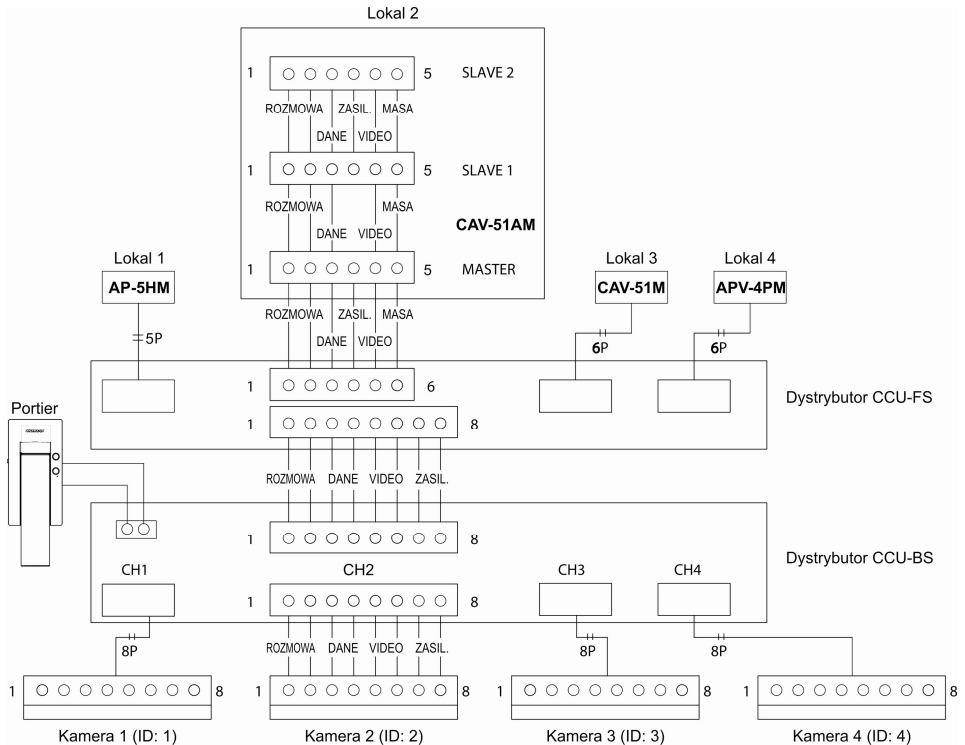 Lokal 2
1 5 SLAVE 2
ROZMOWA ZASIL. MASA
DANE VIDEO
1 5 SLAVE 1
ROZMOWA MASA
CAV-51AM
DANE VIDEO
1 5 MASTER
Lokal 1
AP-5HM
Lokal 3
CAV-51M
Lokal 4
APV-4PM
ROZMOWA ZASIL. MASA
DANE VIDEO
5P
6P
6P
1 6
Dystrybutor CCU-FS
1 8
Portier
ROZMOWA DANE VIDEO ZASIL.
1 8
Dystrybutor CCU-BS
CH1 CH2 CH3 CH4
1 8
ROZMOWA DANE VIDEO ZASIL.
8P 8P 8P
1 8 1 8 1 8 1 8
Kamera 1 (ID: 1) Kamera 2 (ID: 2) Kamera 3 (ID: 3) Kamera 4 (ID: 4)